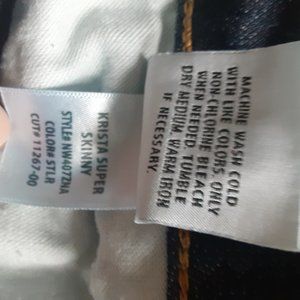 KRISTA SUPER
SKINNY
STYLE# NW4077NA
COLOR# STLR
CUT# 11267-00
MACHINE WASH COLD
WITH LIKE COLORS. ONLY
NON-CHLORINE BLEACH
WHEN NEEDED. TUMBLE
DRY MEDIUM. WARM IRON
IF NECESSARY.